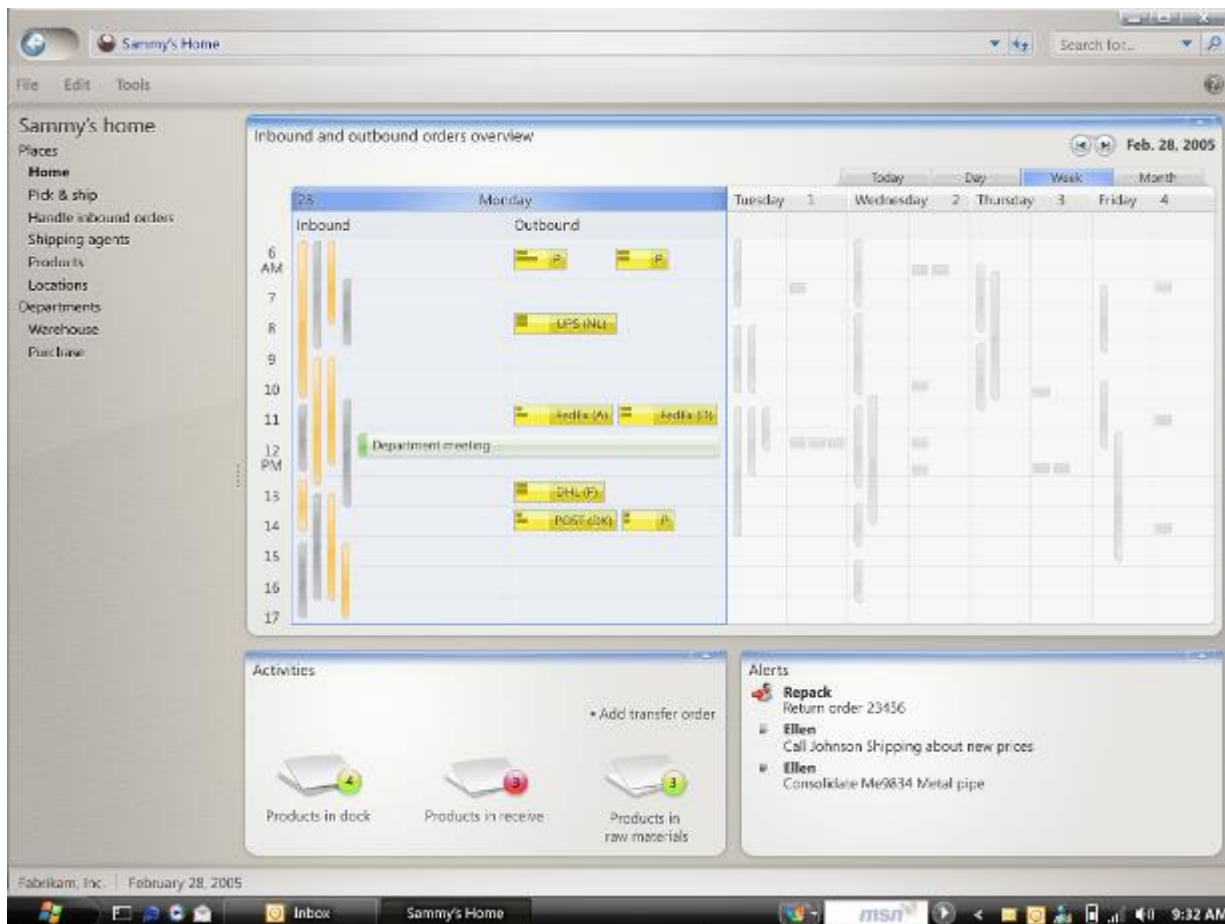 Sammy's Home
Search for...
File Edit Tools
Sammy's home
Places
Home
Pick & ship
Handle inbound orders
Shipping agents
Products
Locations
Departments
Warehouse
Purchase
Inbound and outbound orders overview
Feb. 28, 2005
Today Day Week Month
28 Monday Tuesday 1 Wednesday 2 Thursday 3 Friday 4
Inbound Outbound
6 AM
P P
7
8 UPS (NL)
9
10
11 FedEx (A) FedEx (D)
12 PM Department meeting
13 DHL (F)
14 POST (DK) P
15
16
17
Activities
• Add transfer order
4 3 3
Products in dock Products in receive Products in
raw materials
Alerts
Repack
Return order 23456
Ellen
Call Johnson Shipping about new prices
Ellen
Consolidate Me9834 Metal pipe
Fabrikam, Inc. February 28, 2005
Inbox Sammy's Home msn 9:32 AM